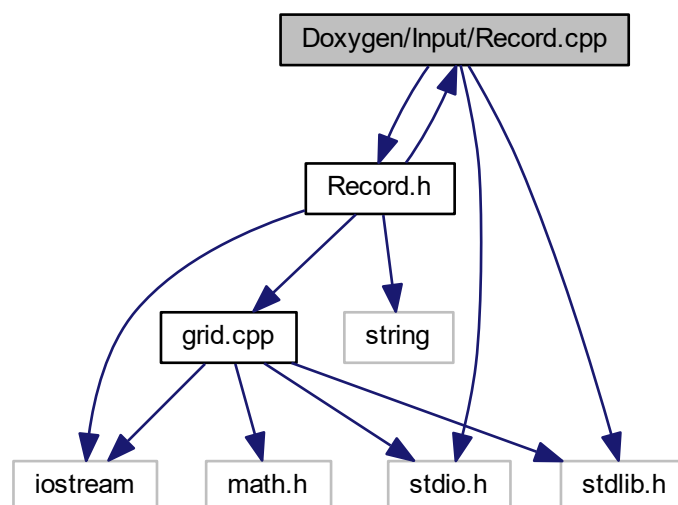 Doxygen/Input/Record.cpp
Record.h
grid.cpp
string
iostream
math.h
stdio.h
stdlib.h